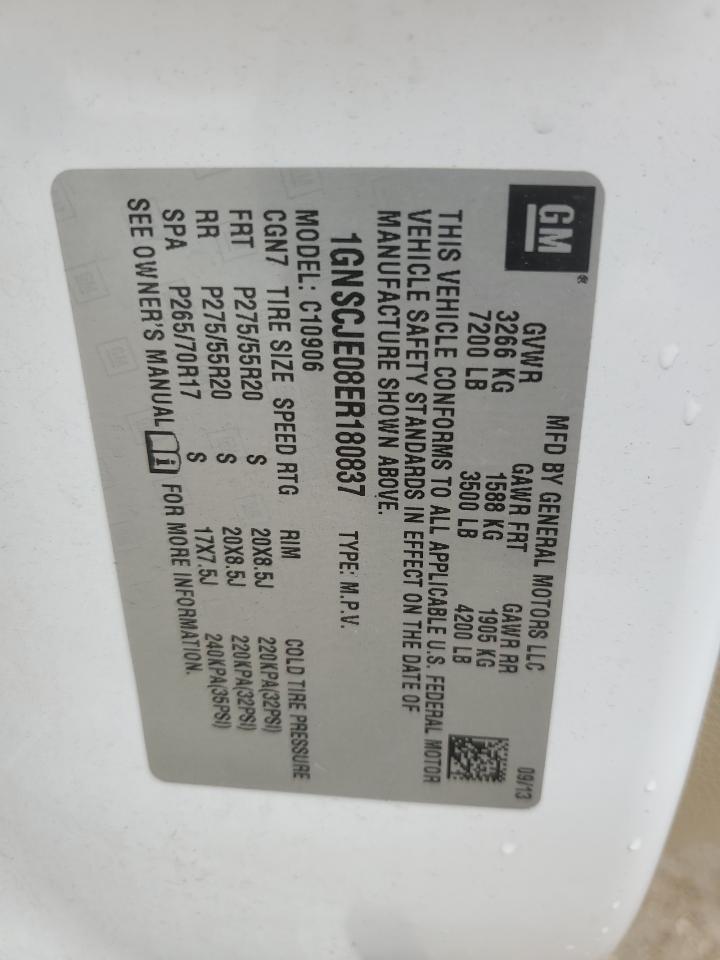 GM®
MFD BY GENERAL MOTORS LLC 09/13
GVWR GAWR FRT GAWR RR
3266 KG 1588 KG 1905 KG
7200 LB 3500 LB 4200 LB
THIS VEHICLE CONFORMS TO ALL APPLICABLE U.S. FEDERAL MOTOR
VEHICLE SAFETY STANDARDS IN EFFECT ON THE DATE OF
MANUFACTURE SHOWN ABOVE.
1GNSCJE08ER180837 TYPE: M.P.V.
MODEL: C10906
CGN7 TIRE SIZE SPEED RTG RIM COLD TIRE PRESSURE
FRT P275/55R20 S 20X8.5J 220KPA(32PSI)
RR P275/55R20 S 20X8.5J 220KPA(32PSI)
SPA P265/70R17 S 17X7.5J 240KPA(35PSI)
SEE OWNER'S MANUAL FOR MORE INFORMATION.